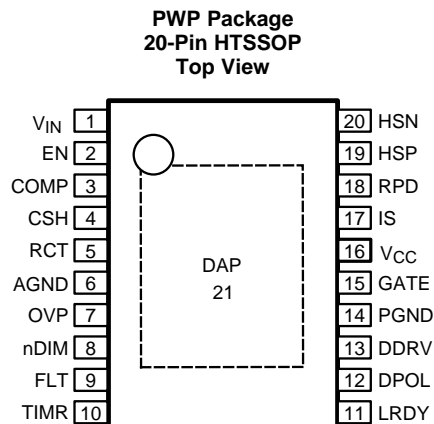 PWP Package
20-Pin HTSSOP
Top View
VIN 1
EN 2
COMP 3
CSH 4
RCT 5
AGND 6
OVP 7
nDIM 8
FLT 9
TIMR 10
DAP
21
20 HSN
19 HSP
18 RPD
17 IS
16 VCC
15 GATE
14 PGND
13 DDRV
12 DPOL
11 LRDY